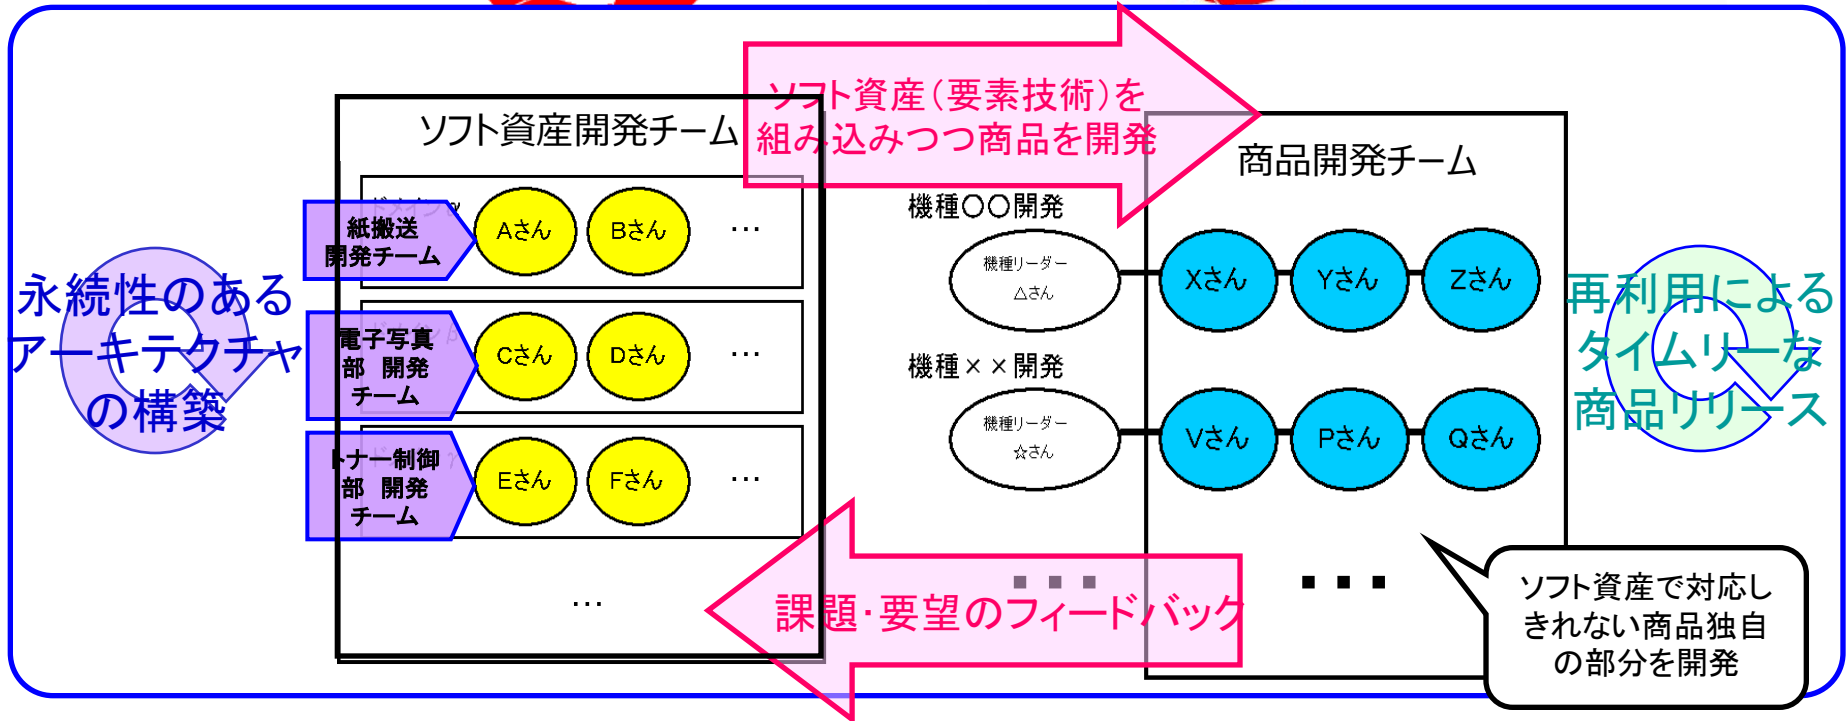 ソフト資産（要素技術）を
組み込みつつ商品を開発
ソフト資産開発チーム
商品開発チーム
ドメインα
紙搬送
開発チーム
Aさん
Bさん
…
機種〇〇開発
機種リーダー
△さん
Xさん
Yさん
Zさん
永続性のある
アーキテクチャ
の構築
電子写真
部 開発
チーム
Cさん
Dさん
…
機種××開発
機種リーダー
☆さん
Vさん
Pさん
Qさん
再利用による
タイムリーな
商品リリース
トナー制御
部 開発
チーム
Eさん
Fさん
…
…
…
…
課題・要望のフィードバック
ソフト資産で対応し
きれない商品独自
の部分を開発